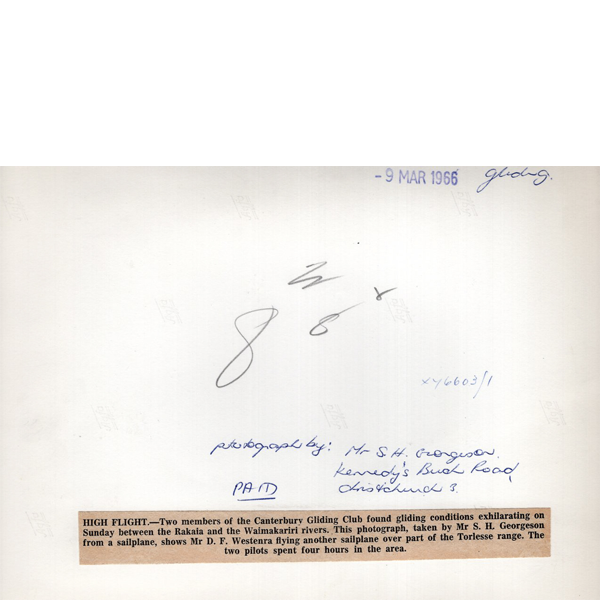 - 9 MAR 1966 gliding.
8
XY6603/1
photograph by: Mr S.H. Georgeson.
Kennedy's Bush Road,
PAID Christchurch 3.
HIGH FLIGHT.—Two members of the Canterbury Gliding Club found gliding conditions exhilarating on
Sunday between the Rakaia and the Waimakariri rivers. This photograph, taken by Mr S. H. Georgeson
from a sailplane, shows Mr D. F. Westenra flying another sailplane over part of the Torlesse range. The
two pilots spent four hours in the area.